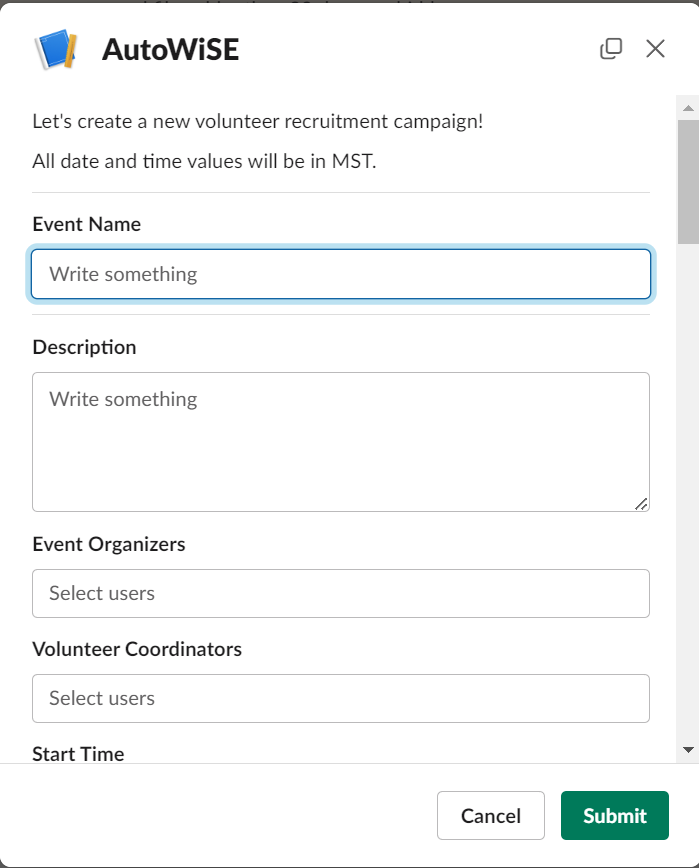 AutoWiSE
Let's create a new volunteer recruitment campaign!
All date and time values will be in MST.
Event Name
Write something
Description
Write something
Event Organizers
Select users
Volunteer Coordinators
Select users
Start Time
Cancel
Submit